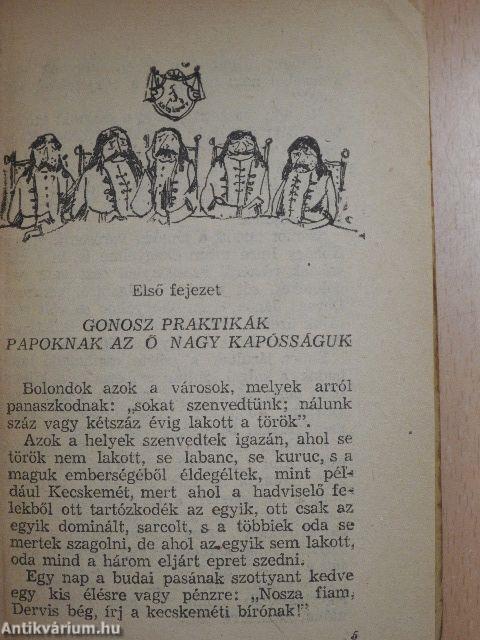 Első fejezet
GONOSZ PRAKTIKÁK
PAPOKNAK AZ Ő NAGY KAPÓSSÁGUK
Bolondok azok a városok, melyek arról
panaszkodnak: „sokat szenvedtünk; nálunk
száz vagy kétszáz évig lakott a török”.
Azok a helyek szenvedtek igazán, ahol se
török nem lakott, se labanc, se kuruc, s a
maguk emberségéből éldegéltek, mint pél-
dául Kecskemét, mert ahol a hadviselő fe-
lekből ott tartózkodék az egyik, ott csak az
egyik dominált, sarcolt, s a többiek oda se
mertek szagolni, de ahol az egyik sem lakott,
oda mind a három eljárt epret szedni.
Egy nap a budai pasának szottyant kedve
egy kis élésre vagy pénzre: „Nosza fiam,
Dervis bég, írj a kecskeméti bírónak!”
5
Antikvárium.hu